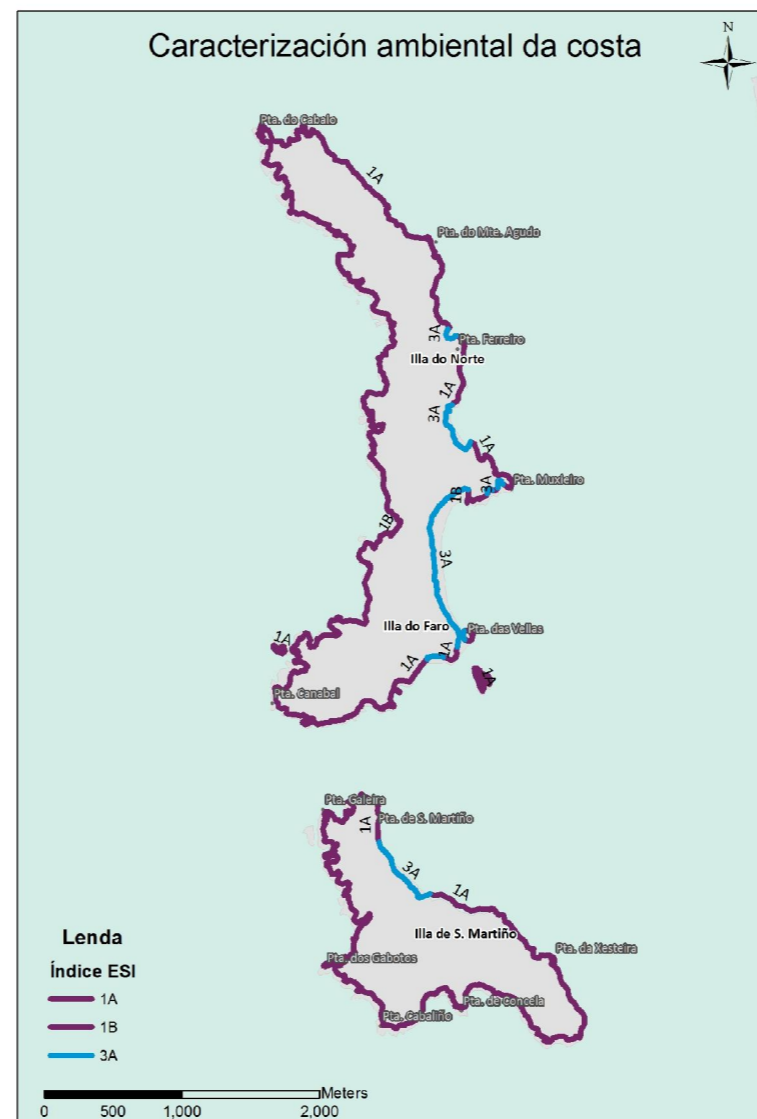 Caracterización ambiental da costa
N
Pta. do Cabalo
1A
Pta. do Mte. Agudo
3A
Pta. Ferreiro
Illa do Norte
1A
3A
1A
Pta. Muxieiro
3A
1B
1B
3A
Illa do Faro
Pta. das Vellas
1A
1A
1A
1A
Pta. Canabal
Pta. Galeira
Pta. de S. Martiño
1A
3A
1A
Illa de S. Martiño
Pta. da Xesteira
Pta. dos Gabotos
Pta. de Concela
Pta. Cabaliño
Lenda
Índice ESI
1A
1B
3A
Meters
0 500 1,000 2,000